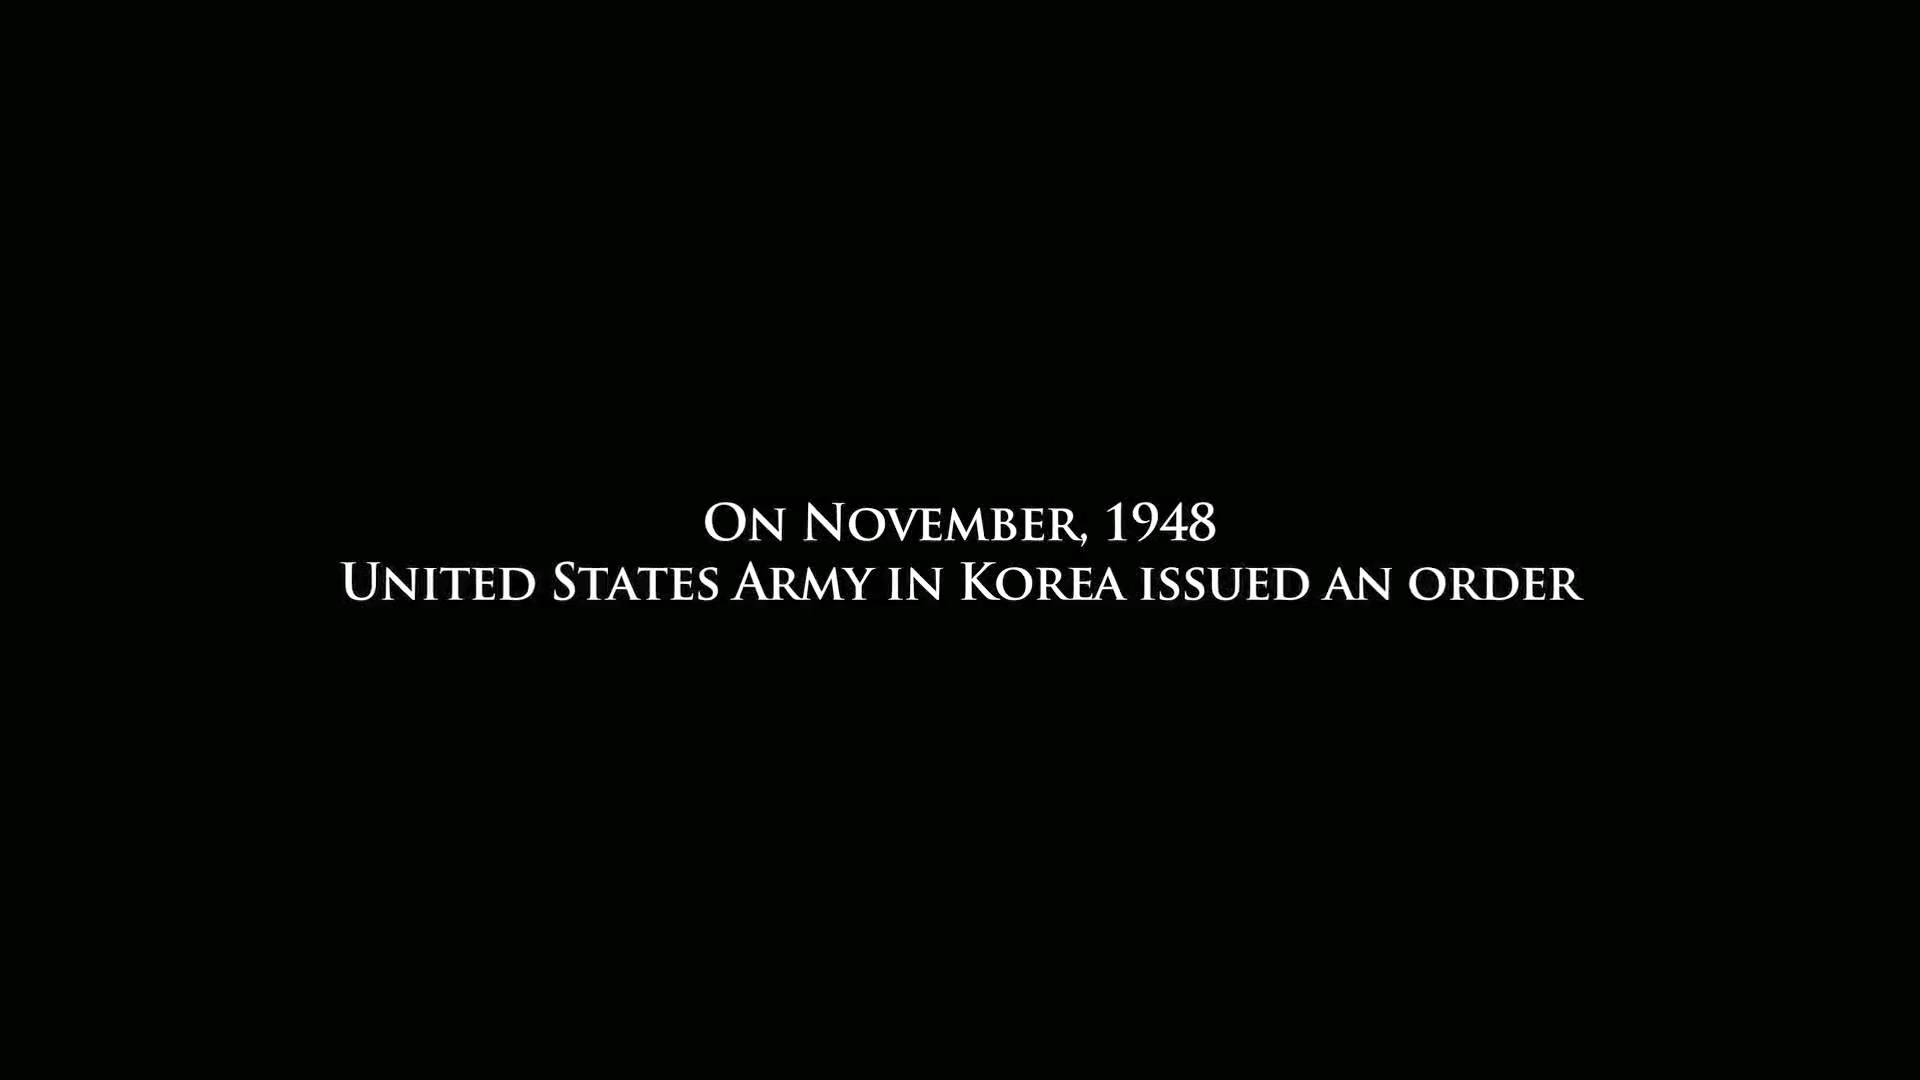 On November, 1948
United States Army in Korea issued an order